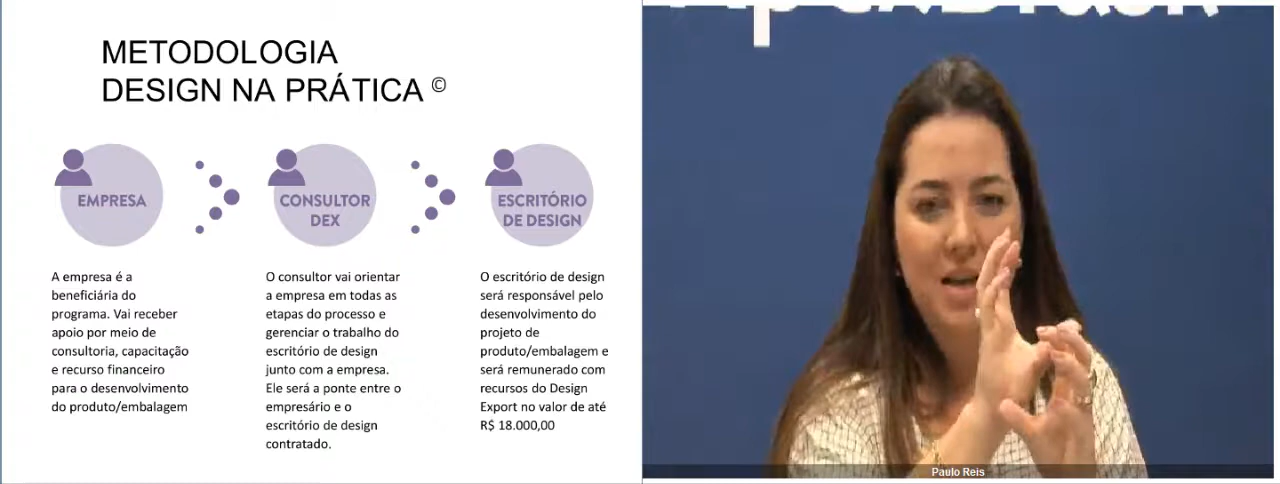 METODOLOGIA
DESIGN NA PRÁTICA ©
EMPRESA
CONSULTOR
DEX
ESCRITÓRIO
DE DESIGN
A empresa é a
beneficiária do
programa. Vai receber
apoio por meio de
consultoria, capacitação
e recurso financeiro
para o desenvolvimento
do produto/embalagem
O consultor vai orientar
a empresa em todas as
etapas do processo e
gerenciar o trabalho do
escritório de design
junto com a empresa.
Ele será a ponte entre o
empresário e o
escritório de design
contratado.
O escritório de design
será responsável pelo
desenvolvimento do
projeto de
produto/embalagem e
será remunerado com
recursos do Design
Export no valor de até
R$ 18.000,00
Paulo Reis